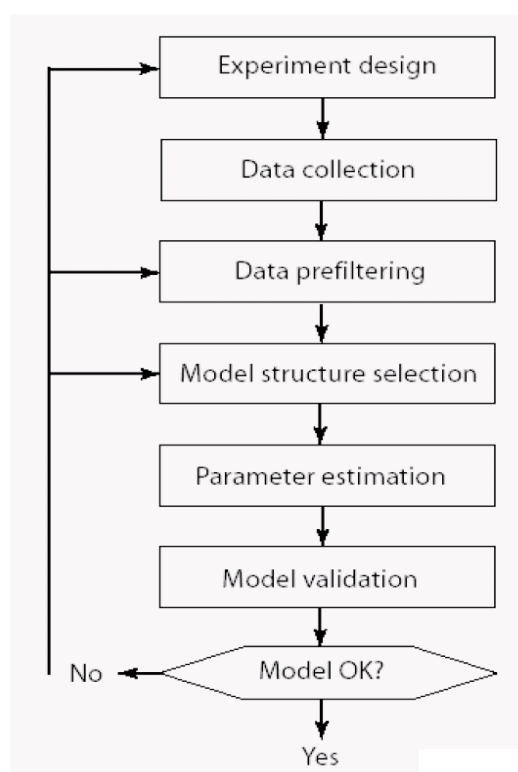 Experiment design
Data collection
Data prefiltering
Model structure selection
Parameter estimation
Model validation
Model OK?
No
Yes